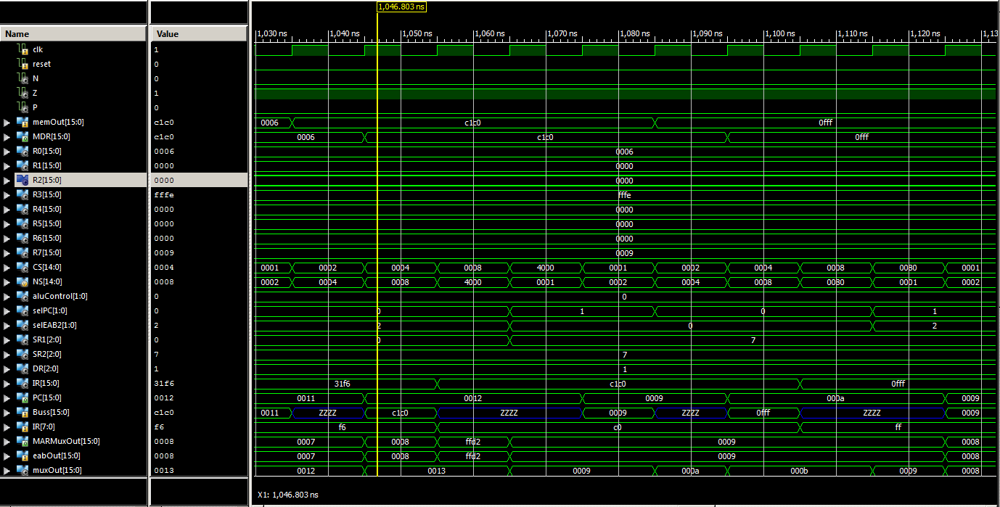 1,046.803 ns
Name Value 1,030 ns 1,040 ns 1,050 ns 1,060 ns 1,070 ns 1,080 ns 1,090 ns 1,100 ns 1,110 ns 1,120 ns 1,13
clk 1
reset 0
N 0
Z 1
P 0
memOut[15:0] c1c0 0006 c1c0 0fff
MDR[15:0] c1c0 0006 c1c0 0fff
R0[15:0] 0006 0006
R1[15:0] 0000 0000
R2[15:0] 0000 0000
R3[15:0] fffe fffe
R4[15:0] 0000 0000
R5[15:0] 0000 0000
R6[15:0] 0000 0000
R7[15:0] 0009 0009
CS[14:0] 0004 0001 0002 0004 0008 4000 0001 0002 0004 0008 0080 0001
NS[14:0] 0008 0002 0004 0008 4000 0001 0002 0004 0008 0080 0001 0002
aluControl[1:0] 0 0
selPC[1:0] 0 0 1 0 1
selEAB2[1:0] 2 2 0 2
SR1[2:0] 0 0 7
SR2[2:0] 7 7
DR[2:0] 1 1
IR[15:0] 31f6 31f6 c1c0 0fff
PC[15:0] 0012 0011 0012 0009 000a 0009
Buss[15:0] c1c0 0011 ZZZZ c1c0 ZZZZ 0009 ZZZZ 0fff ZZZZ 0009
IR[7:0] f6 f6 c0 ff
MARMuxOut[15:0] 0008 0007 0008 ffd2 0009 0008
eabOut[15:0] 0008 0007 0008 ffd2 0009 0008
muxOut[15:0] 0013 0012 0013 0009 000a 000b 0009 0008
X1: 1,046.803 ns